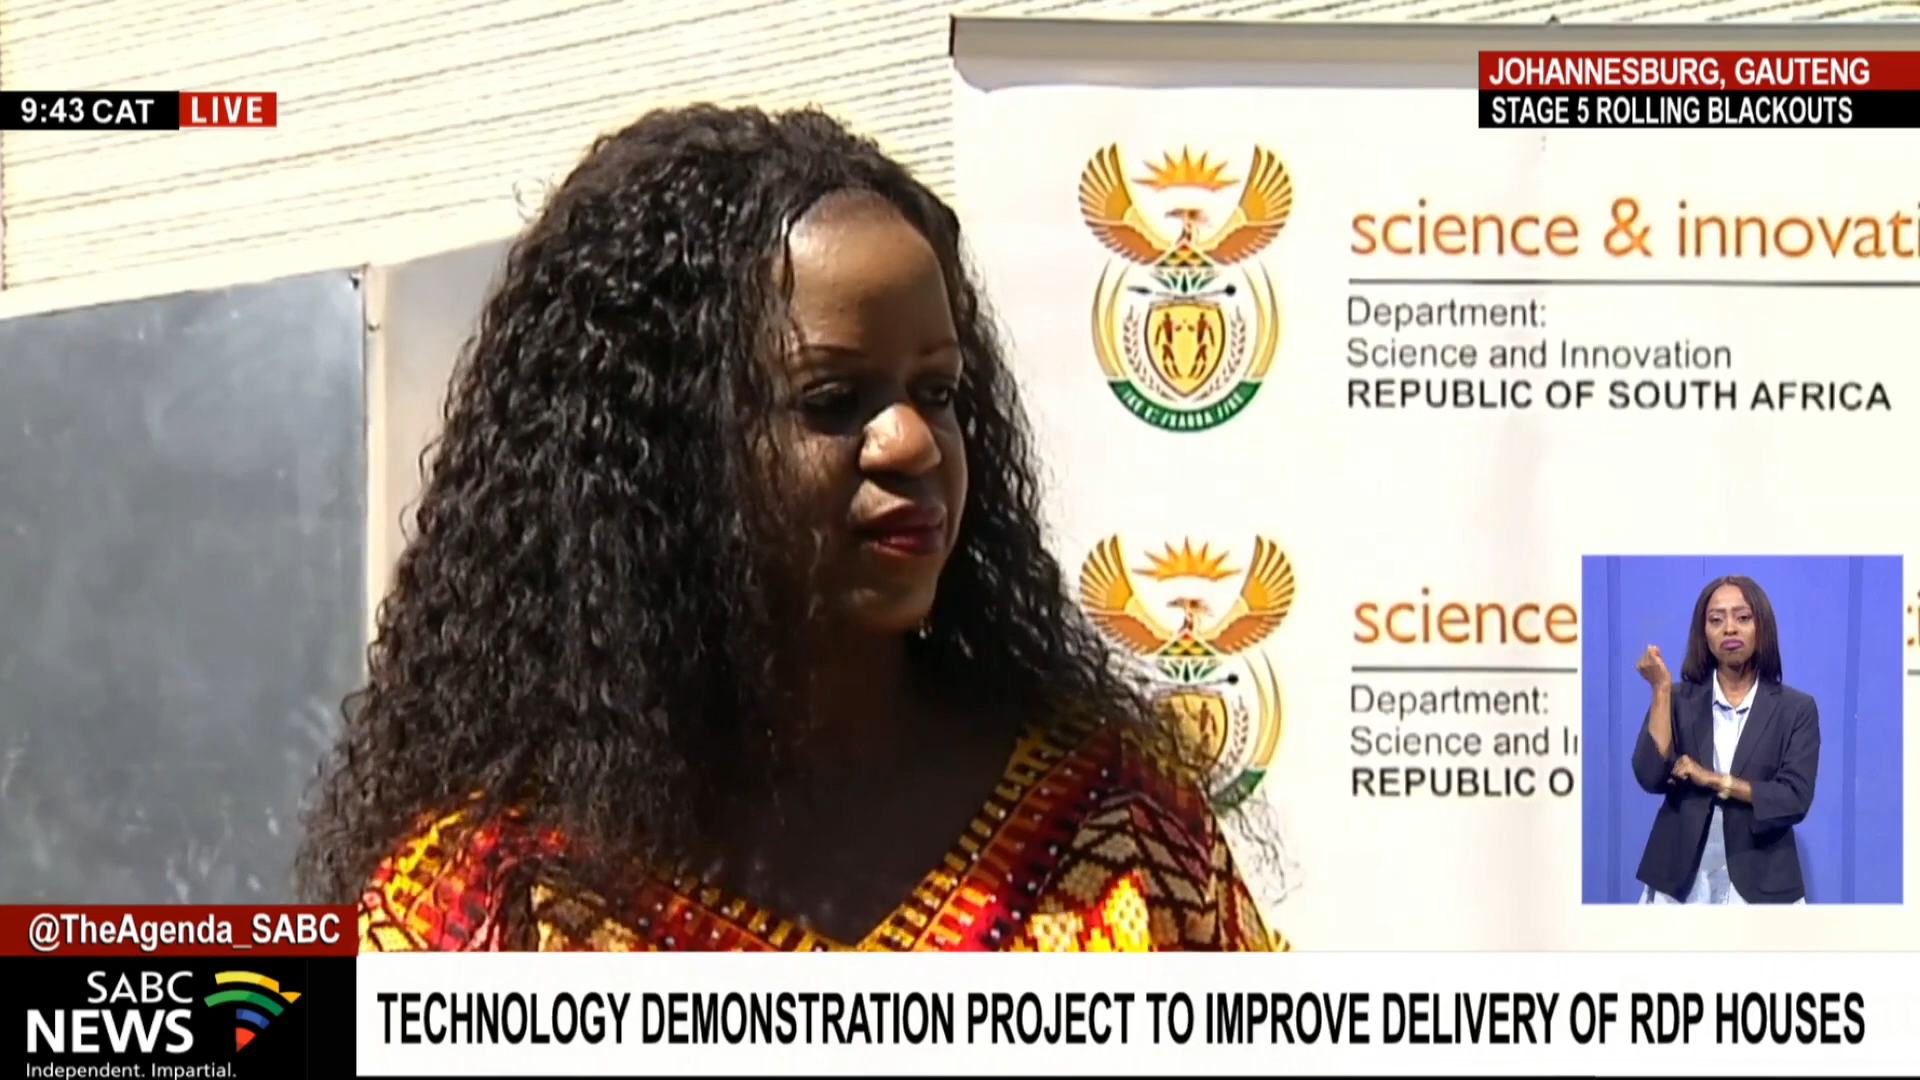 9:43 CAT LIVE
JOHANNESBURG, GAUTENG
STAGE 5 ROLLING BLACKOUTS
science & innovati
Department:
Science and Innovation
REPUBLIC OF SOUTH AFRICA
science
Department:
Science and I
REPUBLIC O
@TheAgenda_SABC
SABC
NEWS
Independent. Impartial.
TECHNOLOGY DEMONSTRATION PROJECT TO IMPROVE DELIVERY OF RDP HOUSES